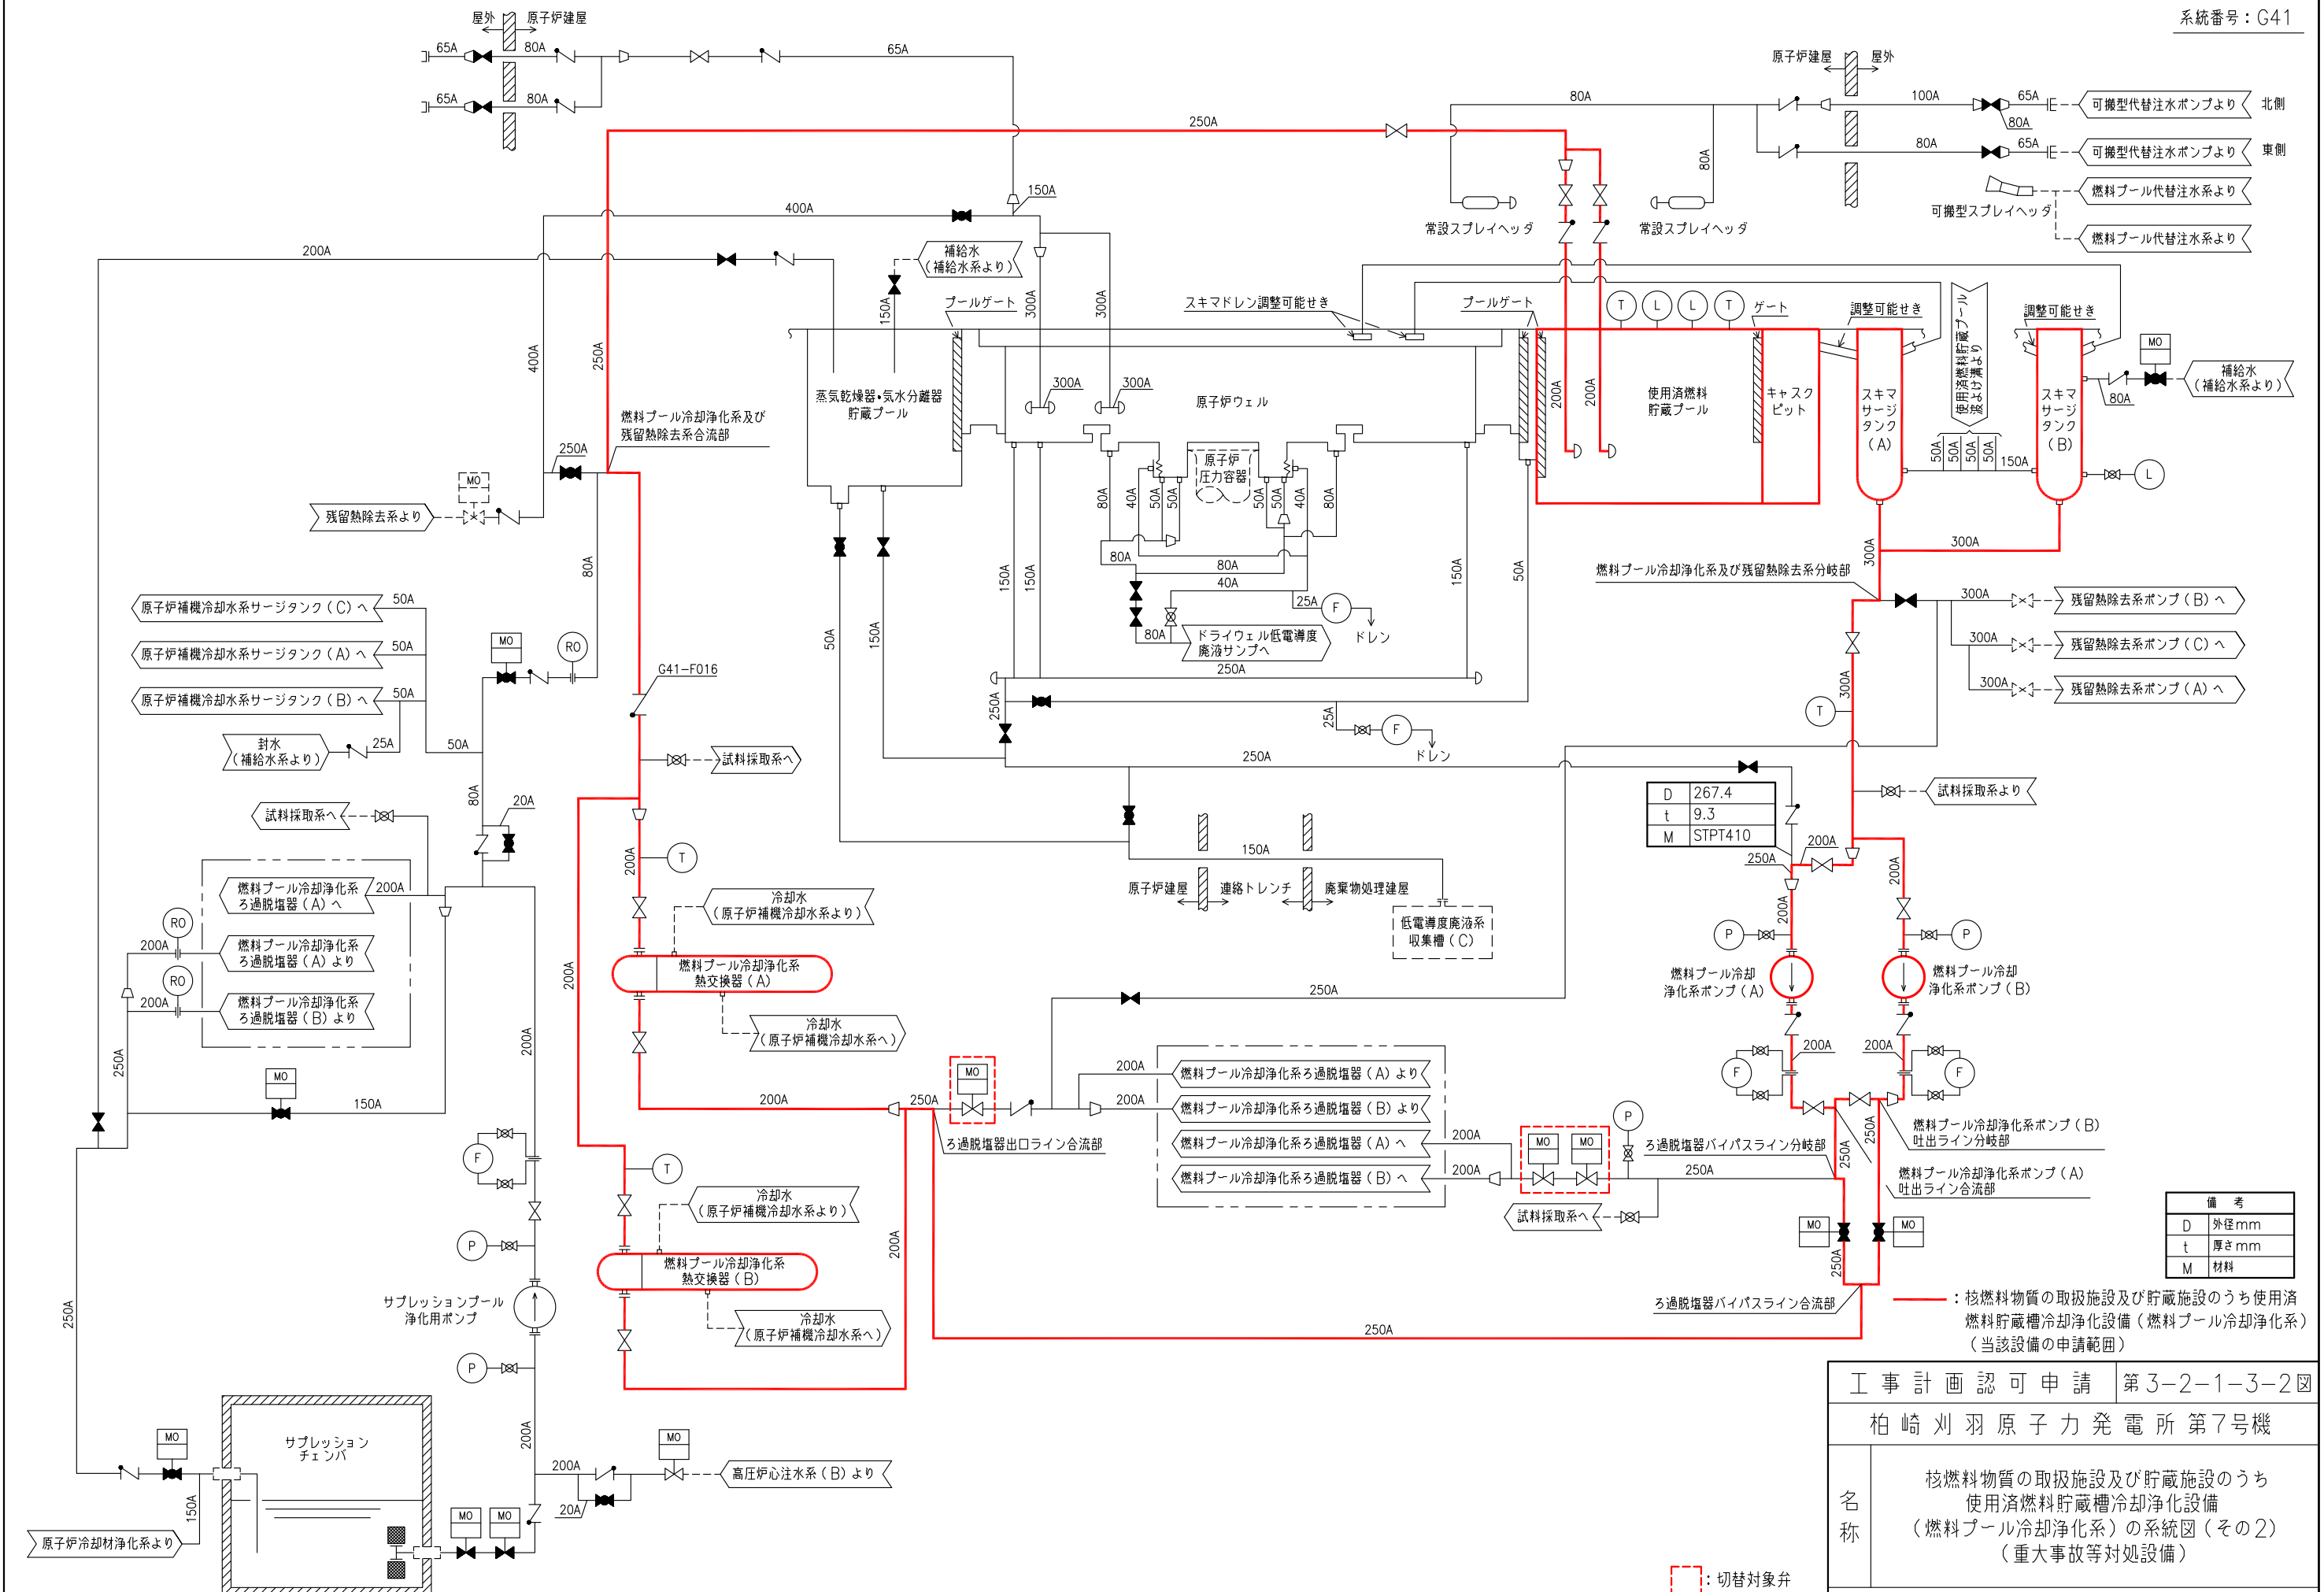 系統番号：G41
屋外
原子炉建屋
65A
80A
65A
65A
80A
150A
原子炉建屋
屋外
80A
100A
65A
可搬型代替注水ポンプより
北側
80A
80A
80A
65A
可搬型代替注水ポンプより
東側
可搬型スプレイヘッダ
燃料プール代替注水系より
燃料プール代替注水系より
250A
常設スプレイヘッダ
常設スプレイヘッダ
400A
200A
補給水
（補給水系より）
150A
300A
300A
プールゲート
スキマドレン調整可能せき
プールゲート
T
L
L
T
ゲート
調整可能せき
使用済燃料貯蔵プール
波よけ溝より
調整可能せき
MO
補給水
（補給水系より）
80A
400A
250A
蒸気乾燥器・気水分離器
貯蔵プール
300A
300A
原子炉ウェル
200A
200A
使用済燃料
貯蔵プール
キャスク
ピット
スキマ
サージ
タンク
（A）
スキマ
サージ
タンク
（B）
50A
50A
50A
50A
150A
L
燃料プール冷却浄化系及び
残留熱除去系合流部
250A
MO
残留熱除去系より
原子炉
圧力容器
80A
40A
50A
50A
50A
50A
40A
80A
80A
80A
40A
25A
F
ドレン
80A
ドライウェル低電導度
廃液サンプへ
150A
150A
150A
50A
250A
300A
300A
燃料プール冷却浄化系及び残留熱除去系分岐部
300A
残留熱除去系ポンプ（B）へ
300A
残留熱除去系ポンプ（C）へ
300A
残留熱除去系ポンプ（A）へ
80A
原子炉補機冷却水系サージタンク（C）へ
50A
原子炉補機冷却水系サージタンク（A）へ
50A
原子炉補機冷却水系サージタンク（B）へ
50A
封水
（補給水系より）
25A
50A
MO
RO
G41-F016
試料採取系へ
50A
150A
250A
25A
F
ドレン
250A
300A
T
試料採取系より
D 267.4
t 9.3
M STPT410
80A
20A
試料採取系へ
200A
T
200A
250A
200A
燃料プール冷却浄化系
ろ過脱塩器（A）へ
200A
RO
200A
燃料プール冷却浄化系
ろ過脱塩器（A）より
RO
200A
燃料プール冷却浄化系
ろ過脱塩器（B）より
冷却水
（原子炉補機冷却水系より）
燃料プール冷却浄化系
熱交換器（A）
冷却水
（原子炉補機冷却水系へ）
原子炉建屋
連絡トレンチ
廃棄物処理建屋
150A
低電導度廃液系
収集槽（C）
200A
P
P
燃料プール冷却
浄化系ポンプ（A）
燃料プール冷却
浄化系ポンプ（B）
250A
200A
200A
250A
MO
150A
200A
250A
MO
ろ過脱塩器出口ライン合流部
200A
燃料プール冷却浄化系ろ過脱塩器（A）より
200A
燃料プール冷却浄化系ろ過脱塩器（B）より
燃料プール冷却浄化系ろ過脱塩器（A）へ
200A
燃料プール冷却浄化系ろ過脱塩器（B）へ
200A
MO
MO
P
ろ過脱塩器バイパスライン分岐部
250A
試料採取系へ
200A
200A
F
F
250A
250A
燃料プール冷却浄化系ポンプ（B）
吐出ライン分岐部
燃料プール冷却浄化系ポンプ（A）
吐出ライン合流部
MO
MO
250A
ろ過脱塩器バイパスライン合流部
F
T
冷却水
（原子炉補機冷却水系より）
燃料プール冷却浄化系
熱交換器（B）
冷却水
（原子炉補機冷却水系へ）
200A
250A
P
サプレッションプール
浄化用ポンプ
P
250A
200A
備　考
D 外径mm
t 厚さmm
M 材料
：核燃料物質の取扱施設及び貯蔵施設のうち使用済
燃料貯蔵槽冷却浄化設備（燃料プール冷却浄化系）
（当該設備の申請範囲）
MO
サプレッション
チェンバ
150A
原子炉冷却材浄化系より
MO
MO
200A
20A
MO
高圧炉心注水系（B）より
：切替対象弁
工事計画認可申請
第3-2-1-3-2図
柏崎刈羽原子力発電所第7号機
名称
核燃料物質の取扱施設及び貯蔵施設のうち
使用済燃料貯蔵槽冷却浄化設備
（燃料プール冷却浄化系）の系統図（その2）
（重大事故等対処設備）